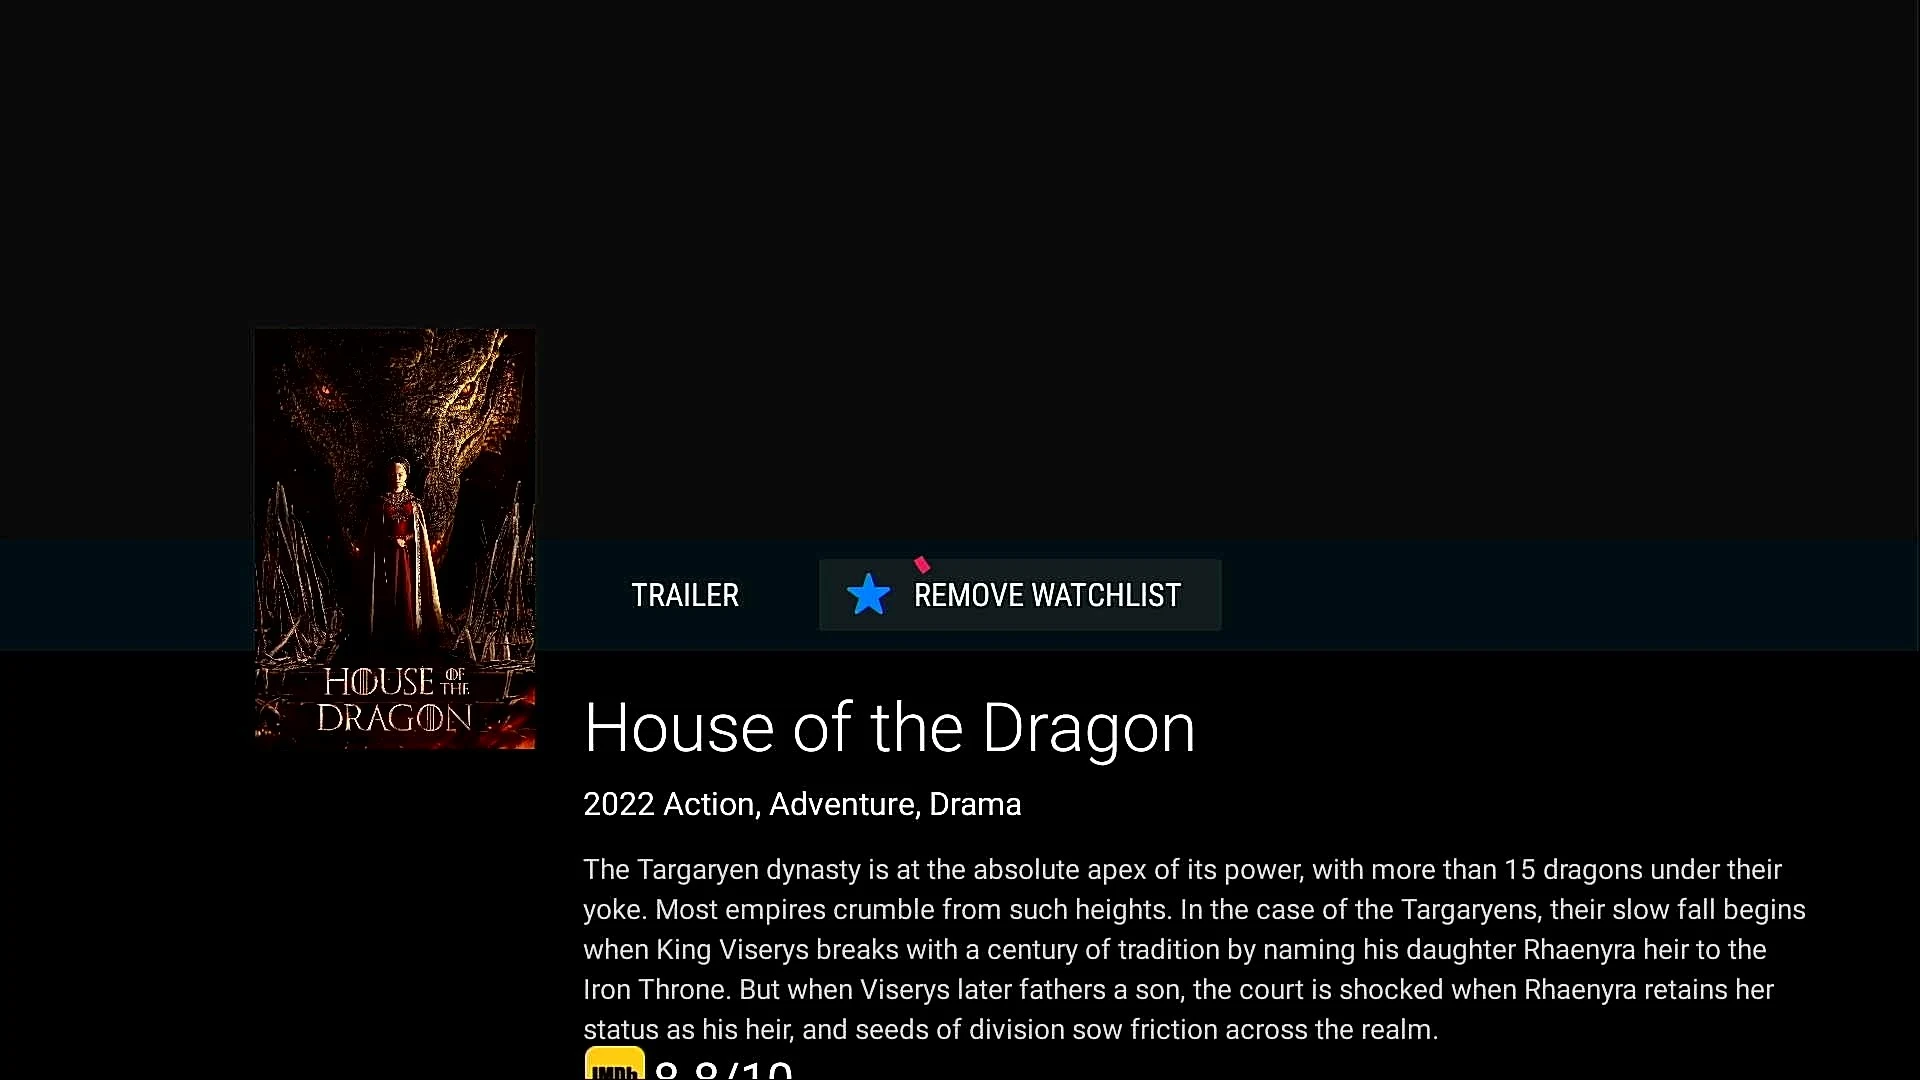 TRAILER
REMOVE WATCHLIST
HOUSE OF THE
DRAGON
House of the Dragon
2022 Action, Adventure, Drama
The Targaryen dynasty is at the absolute apex of its power, with more than 15 dragons under their
yoke. Most empires crumble from such heights. In the case of the Targaryens, their slow fall begins
when King Viserys breaks with a century of tradition by naming his daughter Rhaenyra heir to the
Iron Throne. But when Viserys later fathers a son, the court is shocked when Rhaenyra retains her
status as his heir, and seeds of division sow friction across the realm.
IMDb 8.8/10